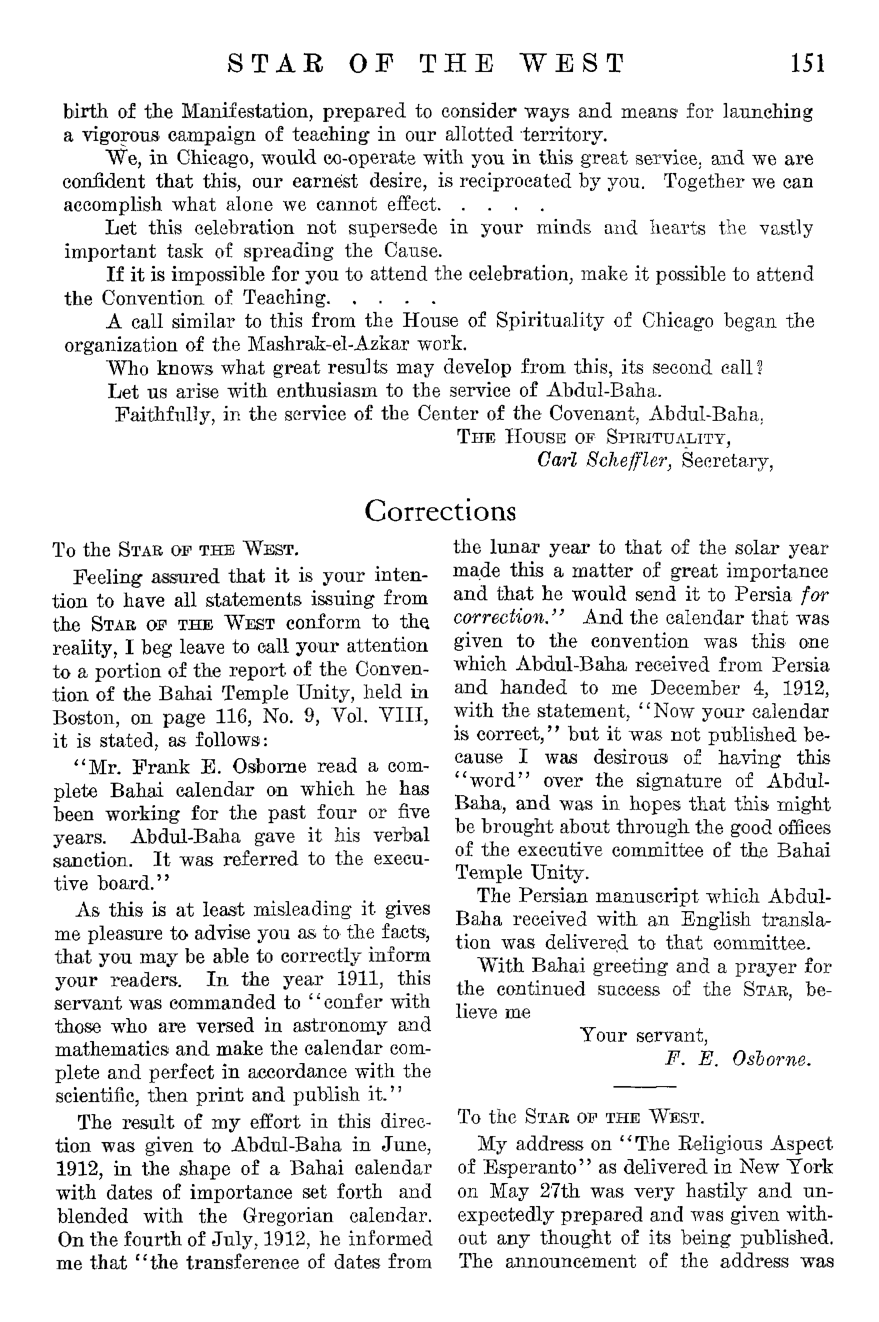 STAR OF THE WEST 151
birth of the Manifestation, prepared to consider ways and means for launching
a vigorous campaign of teaching in our allotted territory.
We, in Chicago, would co-operate with you in this great service, and we are
confident that this, our earnest desire, is reciprocated by you. Together we can
accomplish what alone we cannot effect. . . . .
Let this celebration not supersede in your minds and hearts the vastly
important task of spreading the Cause.
If it is impossible for you to attend the celebration, make it possible to attend
the Convention of Teaching. . . . .
A call similar to this from the House of Spirituality of Chicago began the
organization of the Mashrak-el-Azkar work.
Who knows what great results may develop from this, its second call?
Let us arise with enthusiasm to the service of Abdul-Baha.
Faithfully, in the service of the Center of the Covenant, Abdul-Baha,
THE HOUSE OF SPIRITUALITY,
Carl Scheffler, Secretary,
Corrections
To the STAR OF THE WEST.
Feeling assured that it is your inten-
tion to have all statements issuing from
the STAR OF THE WEST conform to the
reality, I beg leave to call your attention
to a portion of the report of the Conven-
tion of the Bahai Temple Unity, held in
Boston, on page 116, No. 9, Vol. VIII,
it is stated, as follows:
"Mr. Frank E. Osborne read a com-
plete Bahai calendar on which he has
been working for the past four or five
years. Abdul-Baha gave it his verbal
sanction. It was referred to the execu-
tive board."
As this is at least misleading it gives
me pleasure to advise you as to the facts,
that you may be able to correctly inform
your readers. In the year 1911, this
servant was commanded to "confer with
those who are versed in astronomy and
mathematics and make the calendar com-
plete and perfect in accordance with the
scientific, then print and publish it."
The result of my effort in this direc-
tion was given to Abdul-Baha in June,
1912, in the shape of a Bahai calendar
with dates of importance set forth and
blended with the Gregorian calendar.
On the fourth of July, 1912, he informed
me that "the transference of dates from
the lunar year to that of the solar year
made this a matter of great importance
and that he would send it to Persia for
correction." And the calendar that was
given to the convention was this one
which Abdul-Baha received from Persia
and handed to me December 4, 1912,
with the statement, "Now your calendar
is correct," but it was not published be-
cause I was desirous of having this
"word" over the signature of Abdul-
Baha, and was in hopes that this might
be brought about through the good offices
of the executive committee of the Bahai
Temple Unity.
The Persian manuscript which Abdul-
Baha received with an English transla-
tion was delivered to that committee.
With Bahai greeting and a prayer for
the continued success of the STAR, be-
lieve me
Your servant,
F. E. Osborne.
To the STAR OF THE WEST.
My address on "The Religious Aspect
of Esperanto" as delivered in New York
on May 27th was very hastily and un-
expectedly prepared and was given with-
out any thought of its being published.
The announcement of the address was